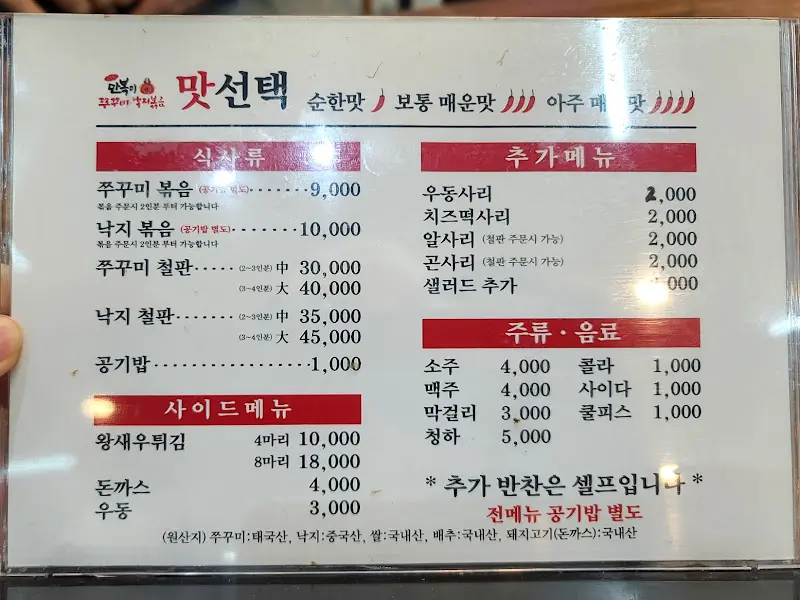 만복이
쭈꾸미 낙지볶음
맛선택 순한맛 보통 매운맛 아주 매운맛
식사류
쭈꾸미 볶음 (공기밥 별도)·······9,000
볶음 주문시 2인분 부터 가능합니다
낙지 볶음 (공기밥 별도)·······10,000
볶음 주문시 2인분 부터 가능합니다
쭈꾸미 철판····· (2~3인분) 中 30,000
(3~4인분) 大 40,000
낙지 철판······· (2~3인분) 中 35,000
(3~4인분) 大 45,000
공기밥················1,000
사이드메뉴
왕새우튀김 4마리 10,000
8마리 18,000
돈까스 4,000
우동 3,000
추가메뉴
우동사리 2,000
치즈떡사리 2,000
알사리 (철판 주문시 가능) 2,000
곤사리 (철판 주문시 가능) 2,000
샐러드 추가 ,000
주류·음료
소주 4,000 콜라 1,000
맥주 4,000 사이다 1,000
막걸리 3,000 쿨피스 1,000
청하 5,000
* 추가 반찬은 셀프입니다 *
전메뉴 공기밥 별도
(원산지) 쭈꾸미:태국산, 낙지:중국산, 쌀:국내산, 배추:국내산, 돼지고기(돈까스):국내산